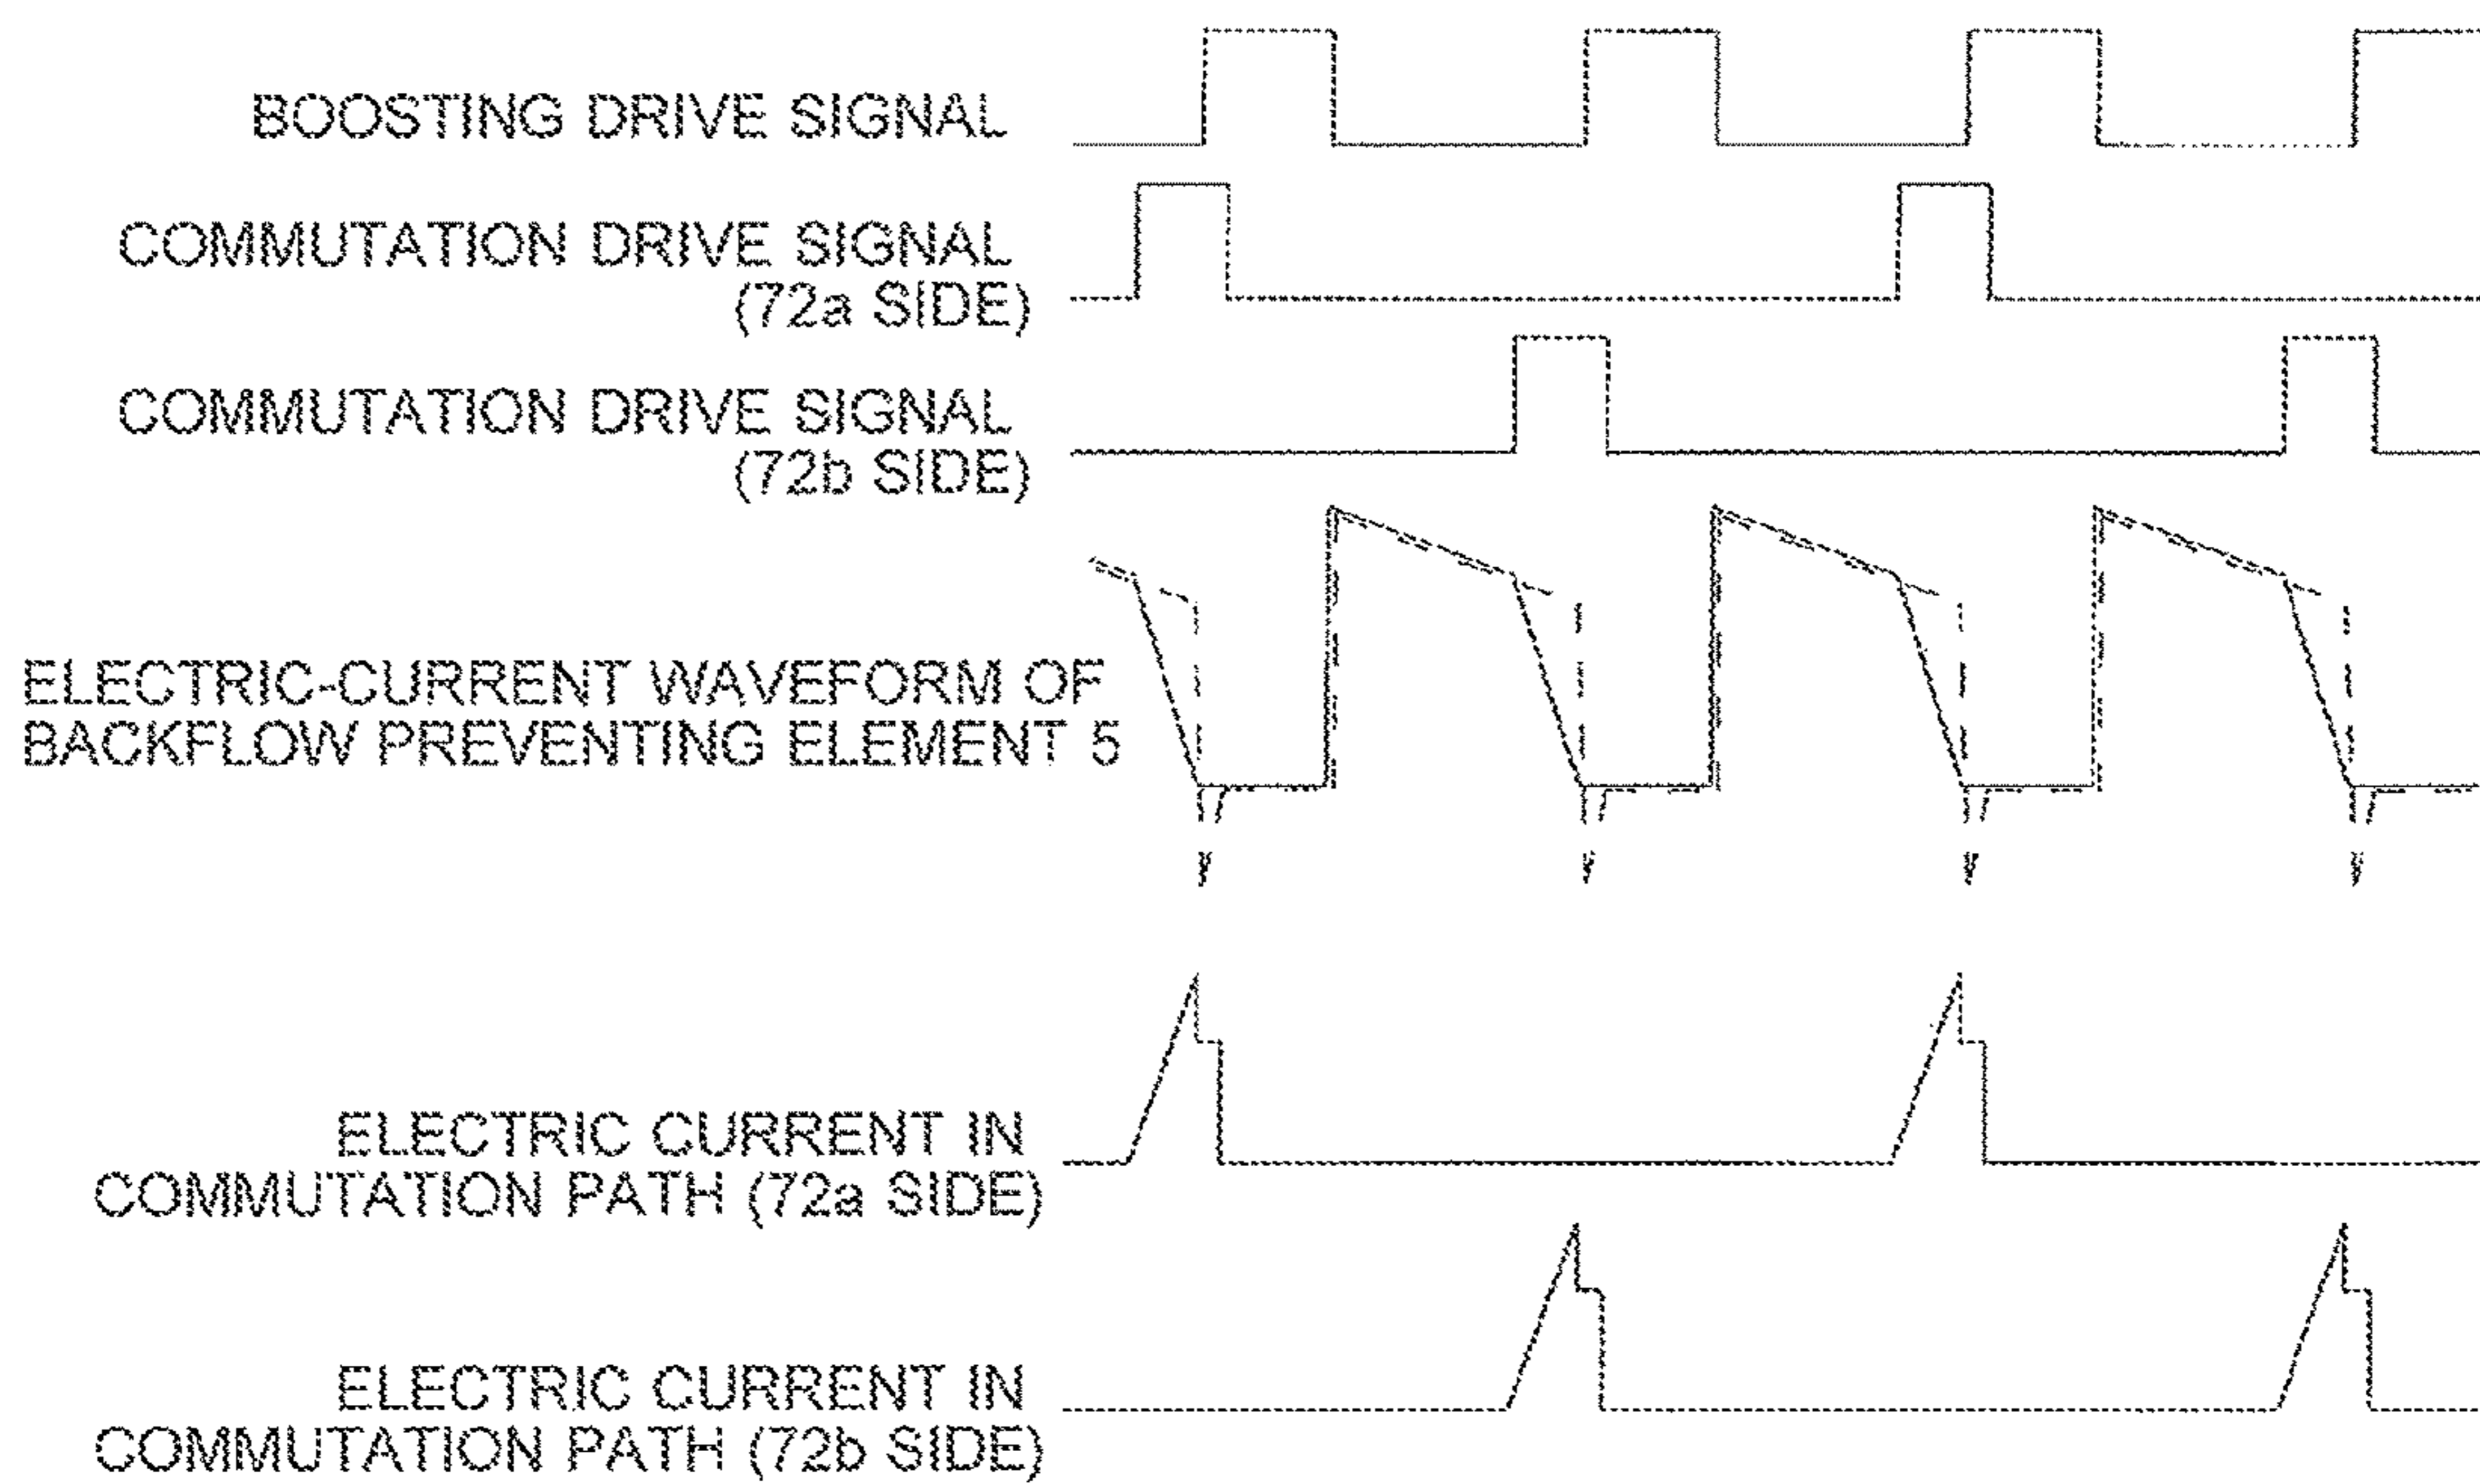 BOOSTING DRIVE SIGNAL
COMMUTATION DRIVE SIGNAL
(72a SIDE)
COMMUTATION DRIVE SIGNAL
(72b SIDE)
ELECTRIC-CURRENT WAVEFORM OF
BACKFLOW PREVENTING ELEMENT 5
ELECTRIC CURRENT IN
COMMUTATION PATH (72a SIDE)
ELECTRIC CURRENT IN
COMMUTATION PATH (72b SIDE)